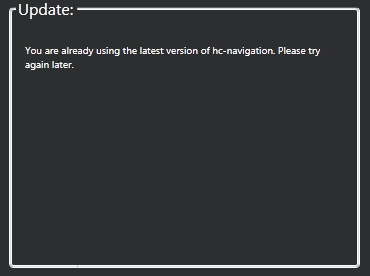 Update:
You are already using the latest version of hc-navigation. Please try
again later.